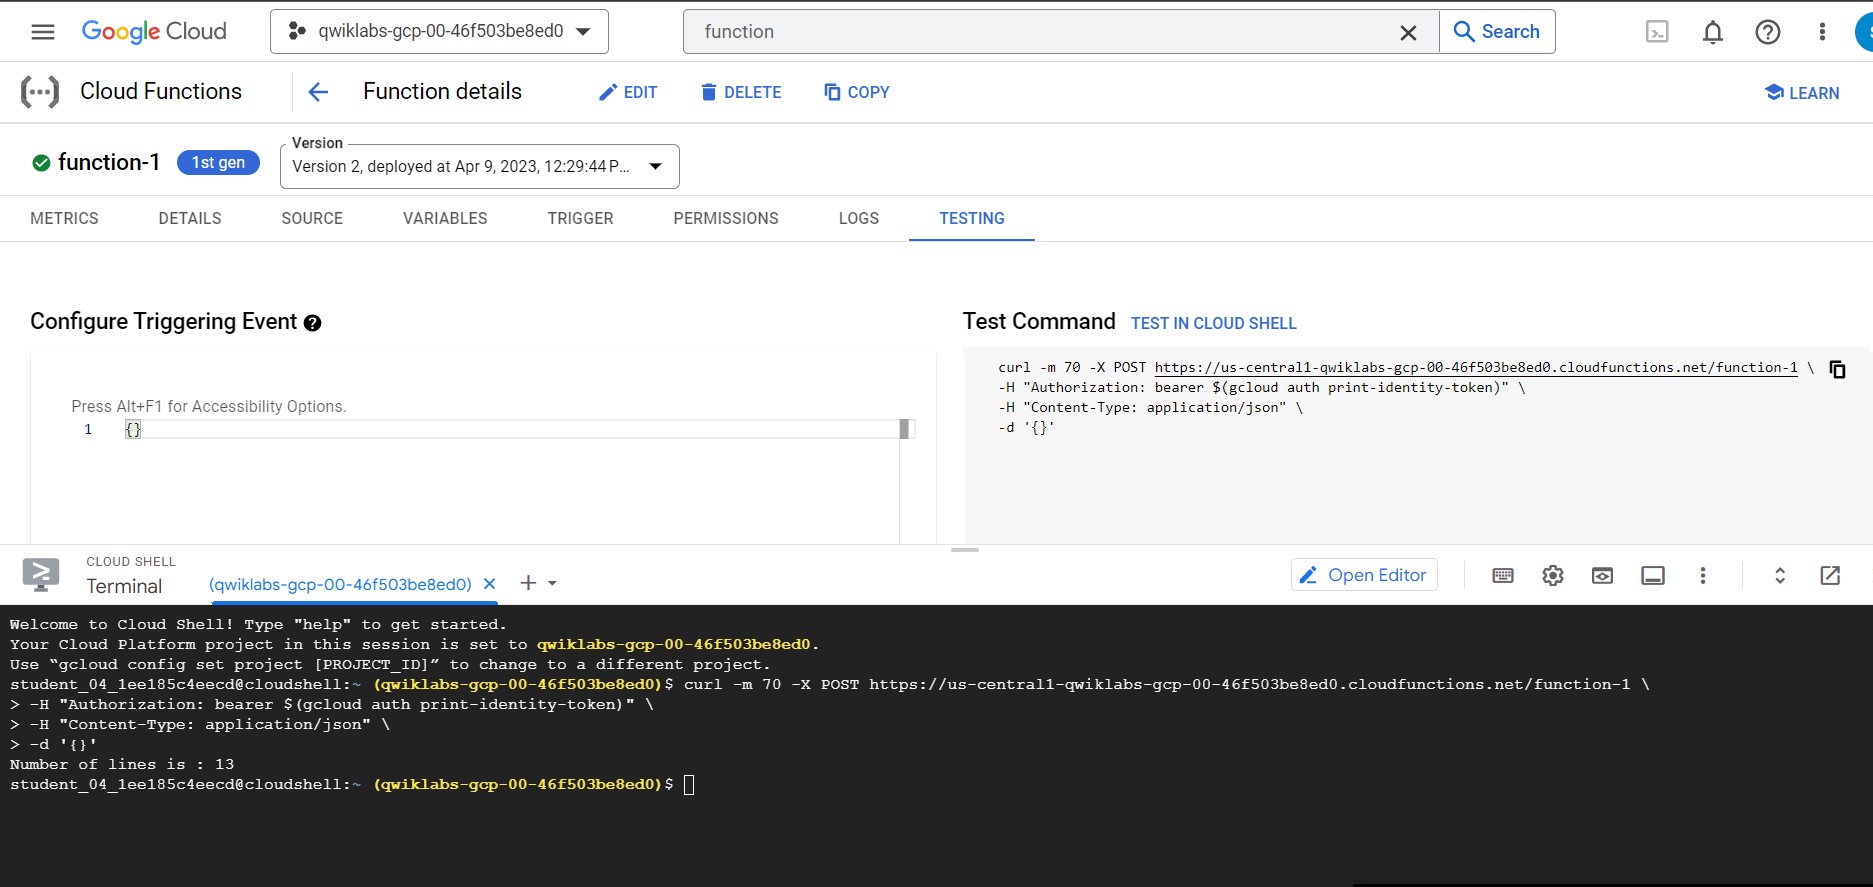 Google Cloud
qwiklabs-gcp-00-46f503be8ed0
function
Search
Cloud Functions
Function details
EDIT
DELETE
COPY
LEARN
function-1
1st gen
Version
Version 2, deployed at Apr 9, 2023, 12:29:44 P...
METRICS
DETAILS
SOURCE
VARIABLES
TRIGGER
PERMISSIONS
LOGS
TESTING
Configure Triggering Event
Press Alt+F1 for Accessibility Options.
1 {}
Test Command
TEST IN CLOUD SHELL
curl -m 70 -X POST https://us-central1-qwiklabs-gcp-00-46f503be8ed0.cloudfunctions.net/function-1 \
-H "Authorization: bearer $(gcloud auth print-identity-token)" \
-H "Content-Type: application/json" \
-d '{}'
CLOUD SHELL
Terminal
(qwiklabs-gcp-00-46f503be8ed0)
Open Editor
Welcome to Cloud Shell! Type "help" to get started.
Your Cloud Platform project in this session is set to qwiklabs-gcp-00-46f503be8ed0.
Use “gcloud config set project [PROJECT_ID]” to change to a different project.
student_04_1ee185c4eecd@cloudshell:~ (qwiklabs-gcp-00-46f503be8ed0)$ curl -m 70 -X POST https://us-central1-qwiklabs-gcp-00-46f503be8ed0.cloudfunctions.net/function-1 \
> -H "Authorization: bearer $(gcloud auth print-identity-token)" \
> -H "Content-Type: application/json" \
> -d '{}'
Number of lines is : 13
student_04_1ee185c4eecd@cloudshell:~ (qwiklabs-gcp-00-46f503be8ed0)$